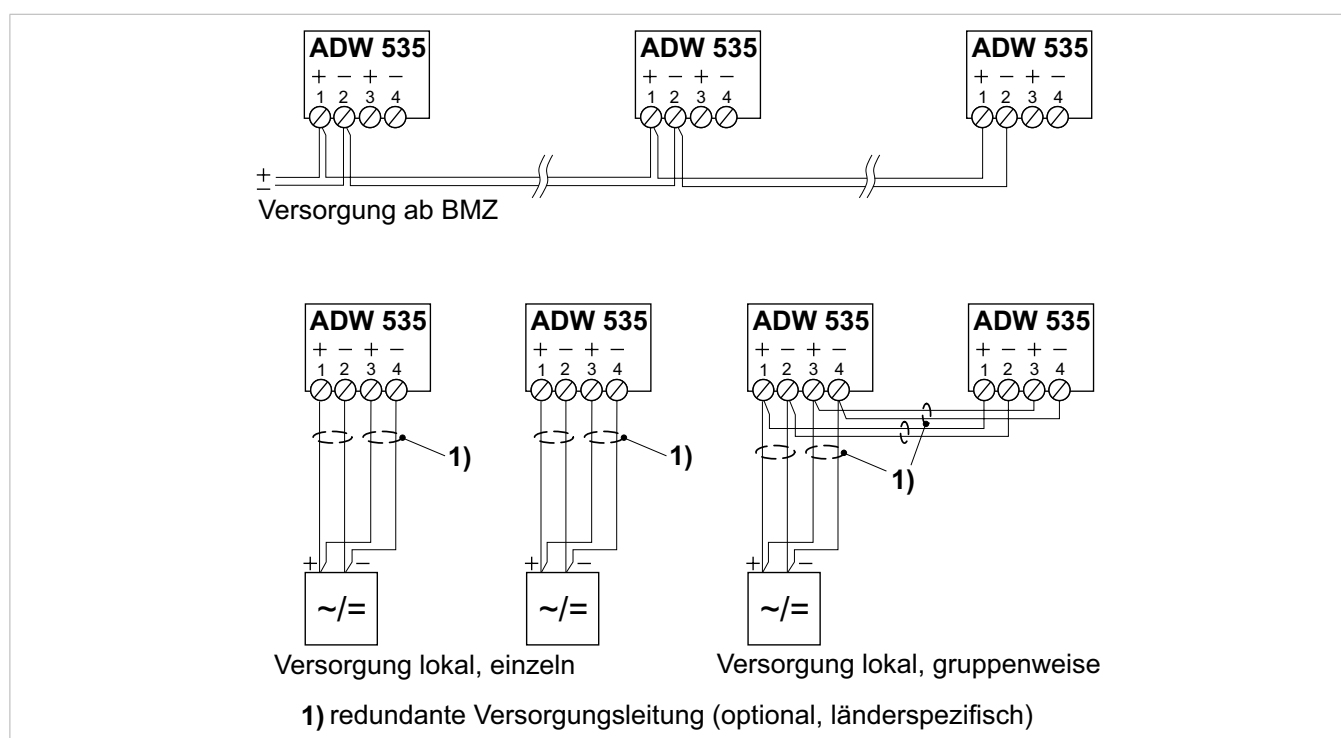 ADW 535 ADW 535 ADW 535
+ − + − + − + − + − + −
1 2 3 4 1 2 3 4 1 2 3 4
+
−
Versorgung ab BMZ
ADW 535 ADW 535 ADW 535 ADW 535
+ − + − + − + − + − + − + − + −
1 2 3 4 1 2 3 4 1 2 3 4 1 2 3 4
1) 1) 1)
+ − + − + −
~/= ~/= ~/=
Versorgung lokal, einzeln Versorgung lokal, gruppenweise
1) redundante Versorgungsleitung (optional, länderspezifisch)